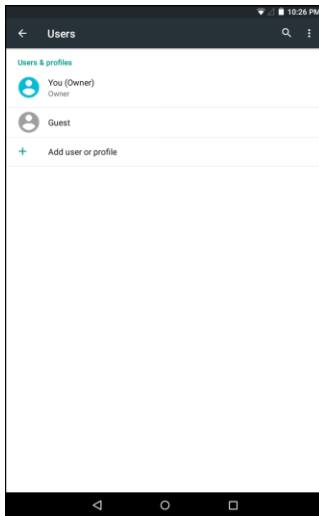 10:26 PM
Users
Users & profiles
You (Owner)
Owner
Guest
Add user or profile